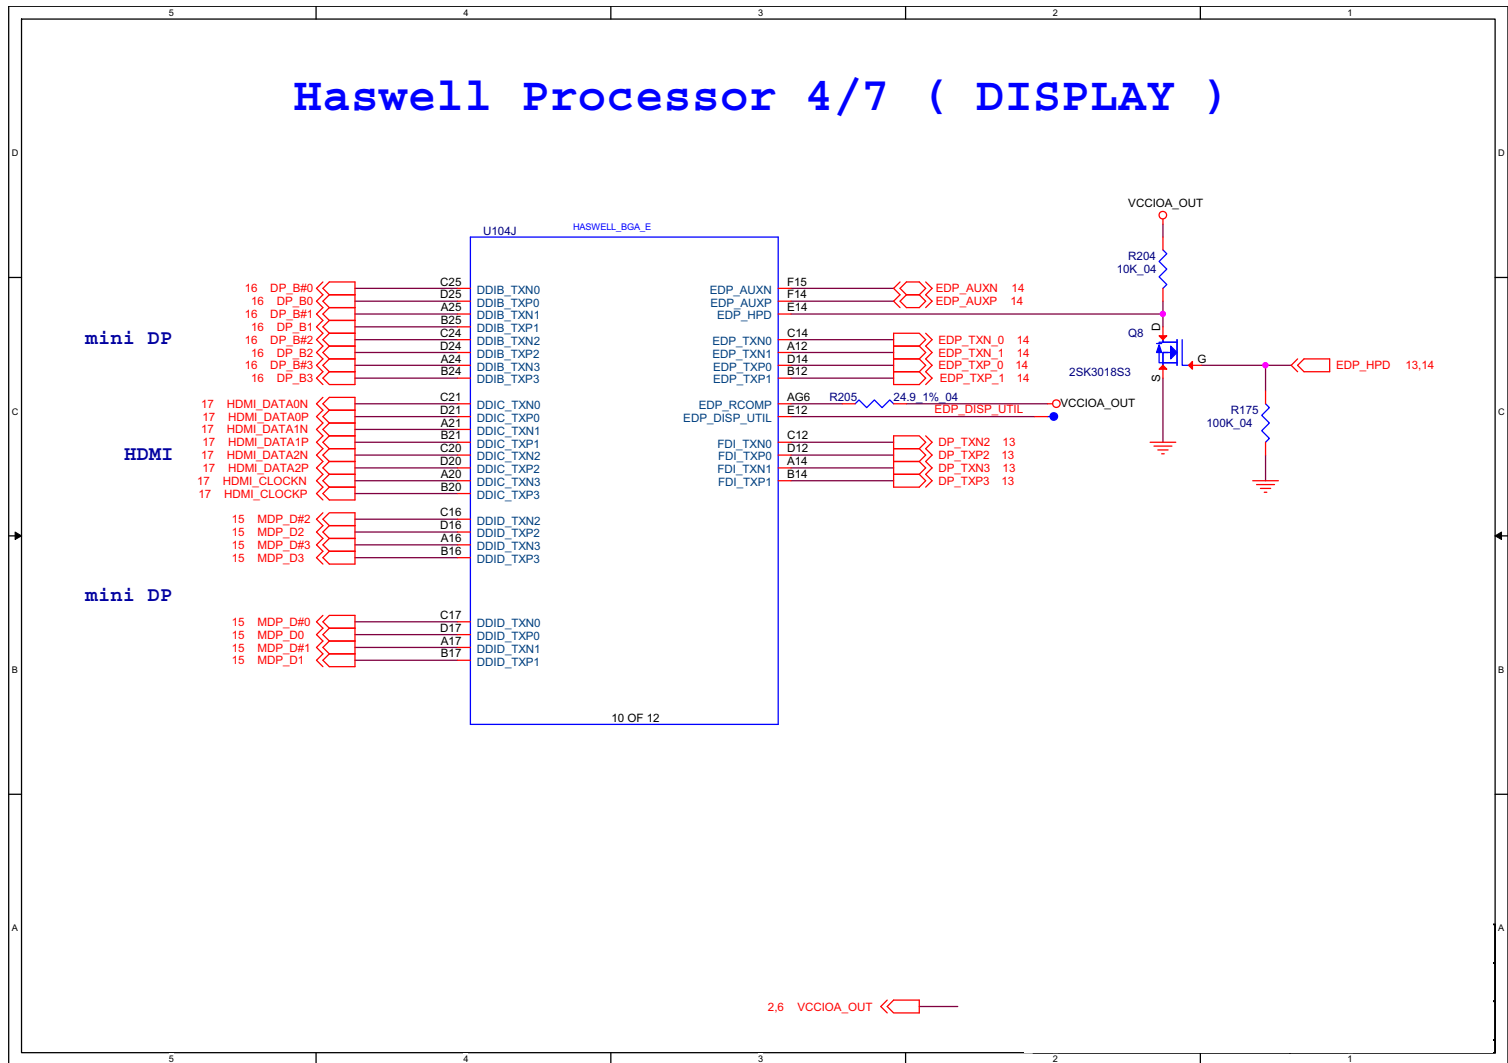 5 4 3 2 1
Haswell Processor 4/7 ( DISPLAY )
D D
VCCIOA_OUT
U104J HASWELL_BGA_E
R204
10K_04
16 DP_B#0 C25 DDIB_TXN0 EDP_AUXN F15 EDP_AUXN 14
16 DP_B0 D25 DDIB_TXP0 EDP_AUXP F14 EDP_AUXP 14
16 DP_B#1 A25 DDIB_TXN1 EDP_HPD E14
16 DP_B1 B25 DDIB_TXP1
mini DP
16 DP_B#2 C24 DDIB_TXN2 EDP_TXN0 C14 EDP_TXN_0 14
16 DP_B2 D24 DDIB_TXP2 EDP_TXN1 A12 EDP_TXN_1 14
16 DP_B#3 A24 DDIB_TXN3 EDP_TXP0 D14 EDP_TXP_0 14
16 DP_B3 B24 DDIB_TXP3 EDP_TXP1 B12 EDP_TXP_1 14
Q8 D G S
2SK3018S3
EDP_HPD 13,14
17 HDMI_DATA0N C21 DDIC_TXN0 EDP_RCOMP AG6 R205 24.9_1%_04 VCCIOA_OUT
17 HDMI_DATA0P D21 DDIC_TXP0 EDP_DISP_UTIL E12 EDP_DISP_UTIL
R175
100K_04
C C
17 HDMI_DATA1N A21 DDIC_TXN1
17 HDMI_DATA1P B21 DDIC_TXP1 FDI_TXN0 C12 DP_TXN2 13
HDMI
17 HDMI_DATA2N C20 DDIC_TXN2 FDI_TXP0 D12 DP_TXP2 13
17 HDMI_DATA2P D20 DDIC_TXP2 FDI_TXN1 A14 DP_TXN3 13
17 HDMI_CLOCKN A20 DDIC_TXN3 FDI_TXP1 B14 DP_TXP3 13
17 HDMI_CLOCKP B20 DDIC_TXP3
15 MDP_D#2 C16 DDID_TXN2
15 MDP_D2 D16 DDID_TXP2
15 MDP_D#3 A16 DDID_TXN3
15 MDP_D3 B16 DDID_TXP3
mini DP
15 MDP_D#0 C17 DDID_TXN0
15 MDP_D0 D17 DDID_TXP0
15 MDP_D#1 A17 DDID_TXN1
15 MDP_D1 B17 DDID_TXP1
B B
10 OF 12
A A
2,6 VCCIOA_OUT
5 4 3 2 1